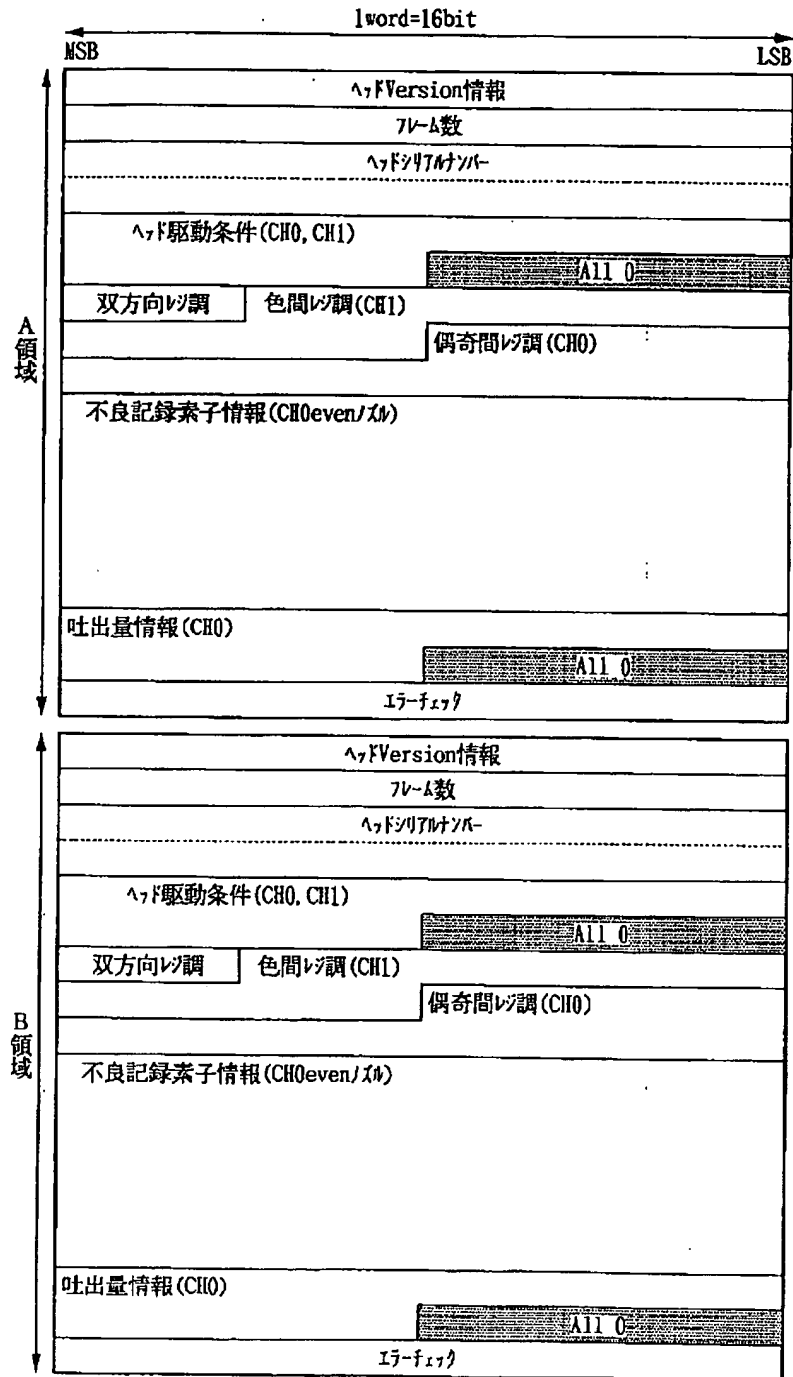 1word=16bit
MSB
LSB
A領域
ﾍｯﾄﾞVersion情報
ﾌﾚｰﾑ数
ﾍｯﾄﾞｼﾘｱﾙﾅﾝﾊﾞｰ
ﾍｯﾄﾞ駆動条件(CH0, CH1)
All 0
双方向ﾚｼﾞ調
色間ﾚｼﾞ調(CH1)
偶奇間ﾚｼﾞ調(CH0)
不良記録素子情報(CH0evenﾉｽﾞﾙ)
吐出量情報(CH0)
All 0
ｴﾗｰﾁｪｯｸ
B領域
ﾍｯﾄﾞVersion情報
ﾌﾚｰﾑ数
ﾍｯﾄﾞｼﾘｱﾙﾅﾝﾊﾞｰ
ﾍｯﾄﾞ駆動条件(CH0, CH1)
All 0
双方向ﾚｼﾞ調
色間ﾚｼﾞ調(CH1)
偶奇間ﾚｼﾞ調(CH0)
不良記録素子情報(CH0evenﾉｽﾞﾙ)
吐出量情報(CH0)
All 0
ｴﾗｰﾁｪｯｸ